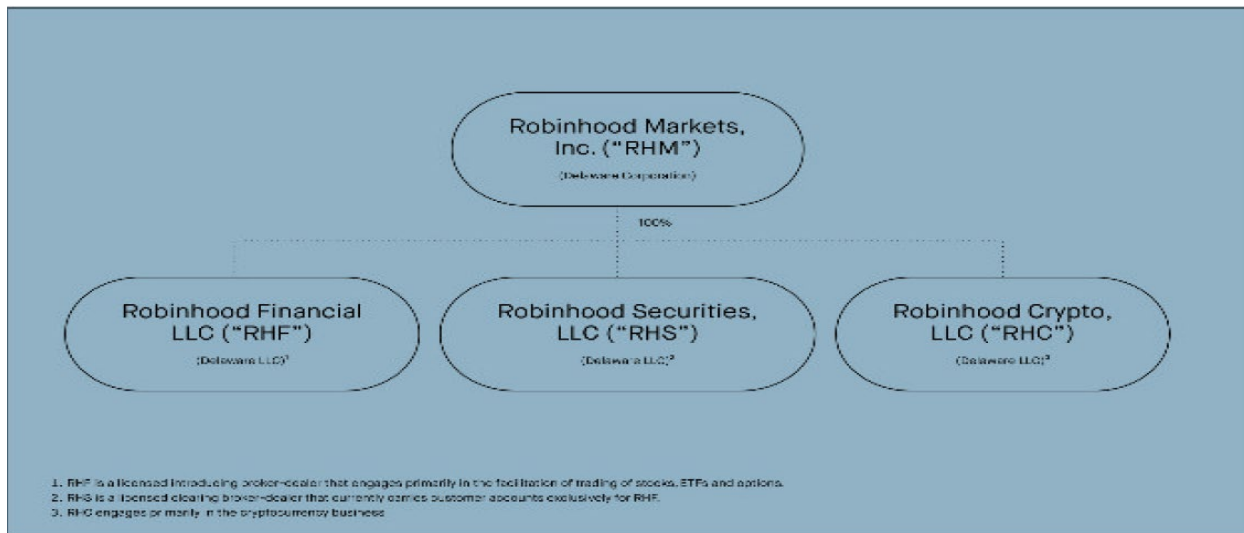 Robinhood Markets,
Inc. (“RHM”)
(Delaware Corporation)
100%
Robinhood Financial
LLC (“RHF”)
(Delaware LLC)¹
Robinhood Securities,
LLC (“RHS”)
(Delaware LLC)²
Robinhood Crypto,
LLC (“RHC”)
(Delaware LLC)³
1. RHF is a licensed introducing broker-dealer that engages primarily in the facilitation of trading of stocks, ETFs and options.
2. RHS is a licensed clearing broker-dealer that currently carries customer accounts exclusively for RHF.
3. RHC engages primarily in the cryptocurrency business